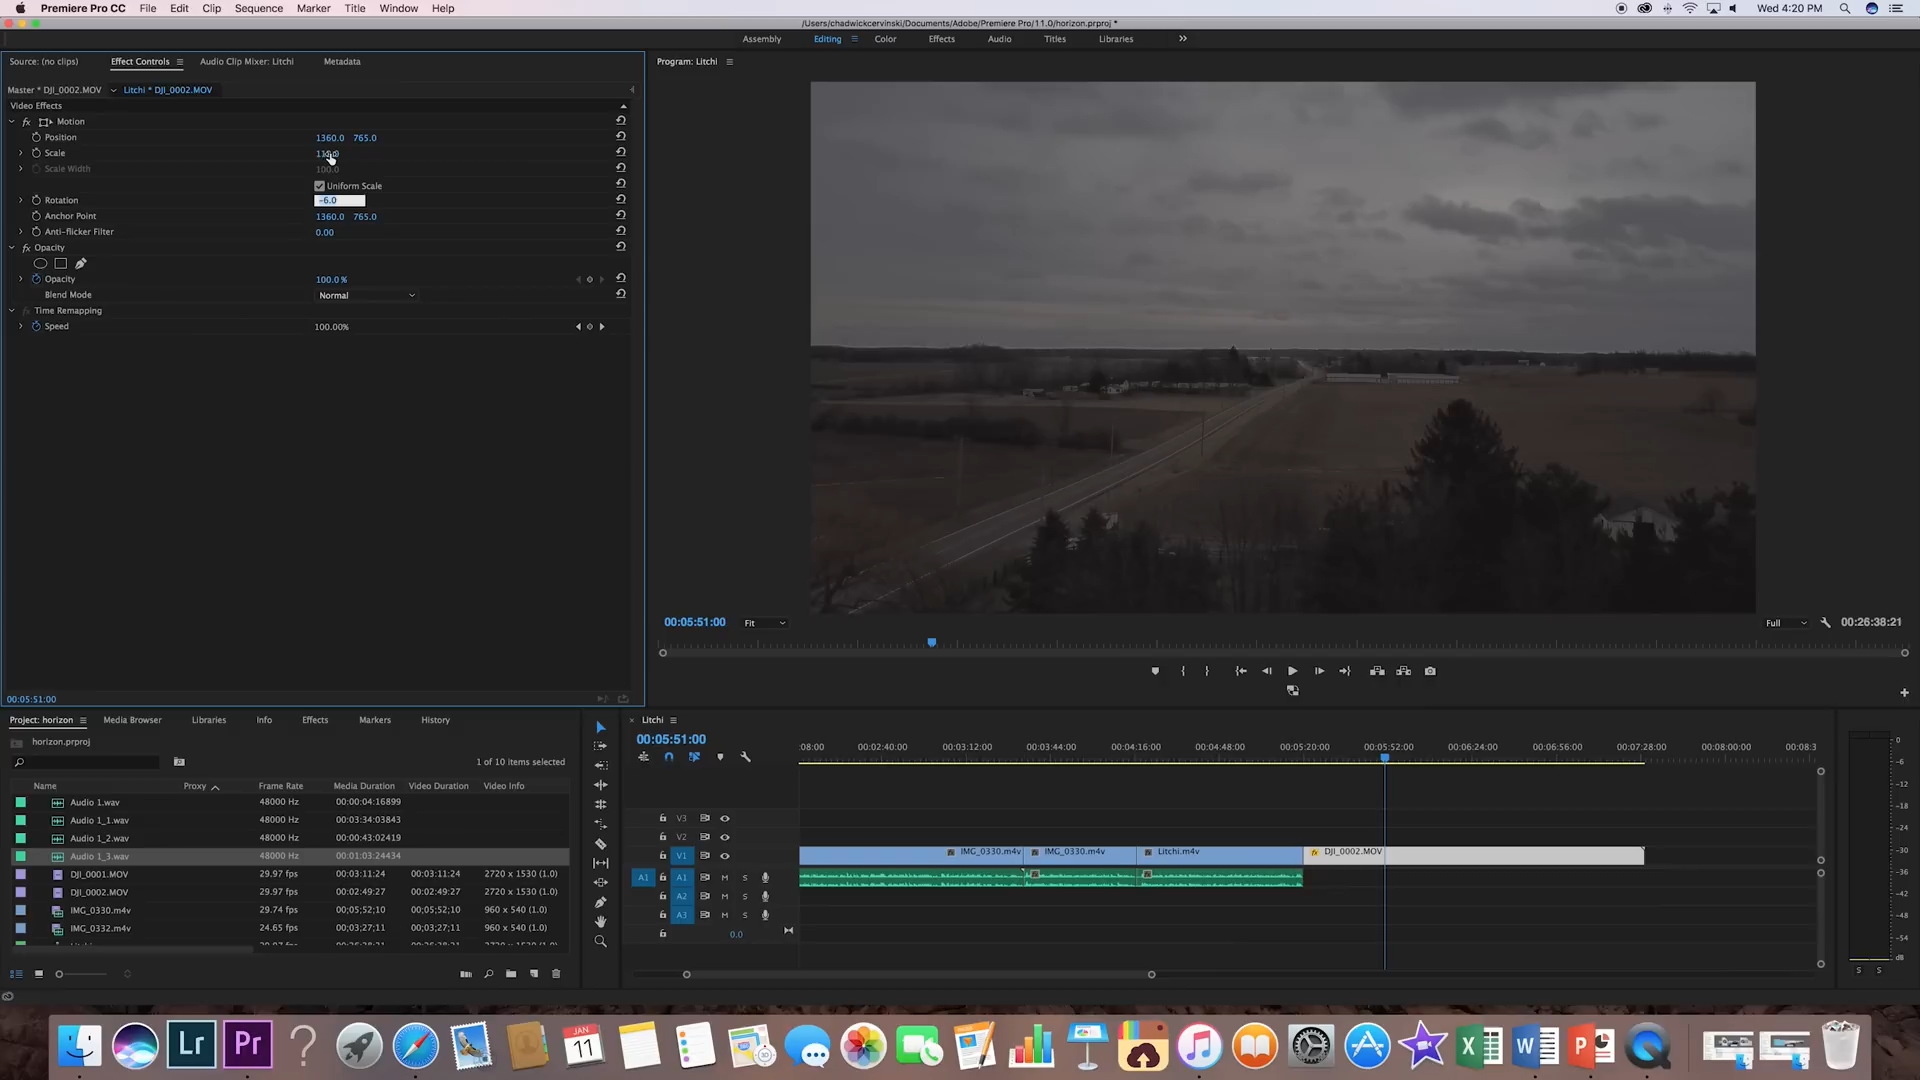 Premiere Pro CC File Edit Clip Sequence Marker Title Window Help Wed 4:20 PM
/Users/chadwickcervinski/Documents/Adobe/Premiere Pro/11.0/horizon.prproj *
Assembly Editing Color Effects Audio Titles Libraries
Source: (no clips) Effect Controls Audio Clip Mixer: Litchi Metadata Program: Litchi
Master * DJI_0002.MOV Litchi * DJI_0002.MOV
Video Effects
fx Motion
Position 1360.0 765.0
Scale
Scale Width 100.0
Uniform Scale
Rotation -6.0
Anchor Point 1360.0 765.0
Anti-flicker Filter 0.00
fx Opacity
Opacity 100.0 %
Blend Mode Normal
Time Remapping
Speed 100.00%
00:05:51:00 Fit Full 00:26:38:21
00:05:51:00
Project: horizon Media Browser Libraries Info Effects Markers History
horizon.prproj
1 of 10 items selected
Name Proxy Frame Rate Media Duration Video Duration Video Info
Audio 1.wav 48000 Hz 00:00:04:16899
Audio 1_1.wav 48000 Hz 00:03:34:03843
Audio 1_2.wav 48000 Hz 00:00:43:02419
Audio 1_3.wav 48000 Hz 00:01:03:24434
DJI_0001.MOV 29.97 fps 00:03:11:24 00:03:11:24 2720 x 1530 (1.0)
DJI_0002.MOV 29.97 fps 00:02:49:27 00:02:49:27 2720 x 1530 (1.0)
IMG_0330.m4v 29.74 fps 00;05;52;10 00;05;52;10 960 x 540 (1.0)
IMG_0332.m4v 24.65 fps 00;03;27;11 00;03;27;11 960 x 540 (1.0)
Litchi
00:05:51:00
:08:00 00:02:40:00 00:03:12:00 00:03:44:00 00:04:16:00 00:04:48:00 00:05:20:00 00:05:52:00 00:06:24:00 00:06:56:00 00:07:28:00 00:08:00:00 00:08:3
V3
V2
V1 IMG_0330.m4v IMG_0330.m4v Litchi.m4v DJI_0002.MOV
A1 A1 M S
A2 M S
A3 M S
0.0
0
-6
-12
-18
-24
-30
-36
-42
-48
-54
dB
S S
Lr Pr ? JAN 11 X W P